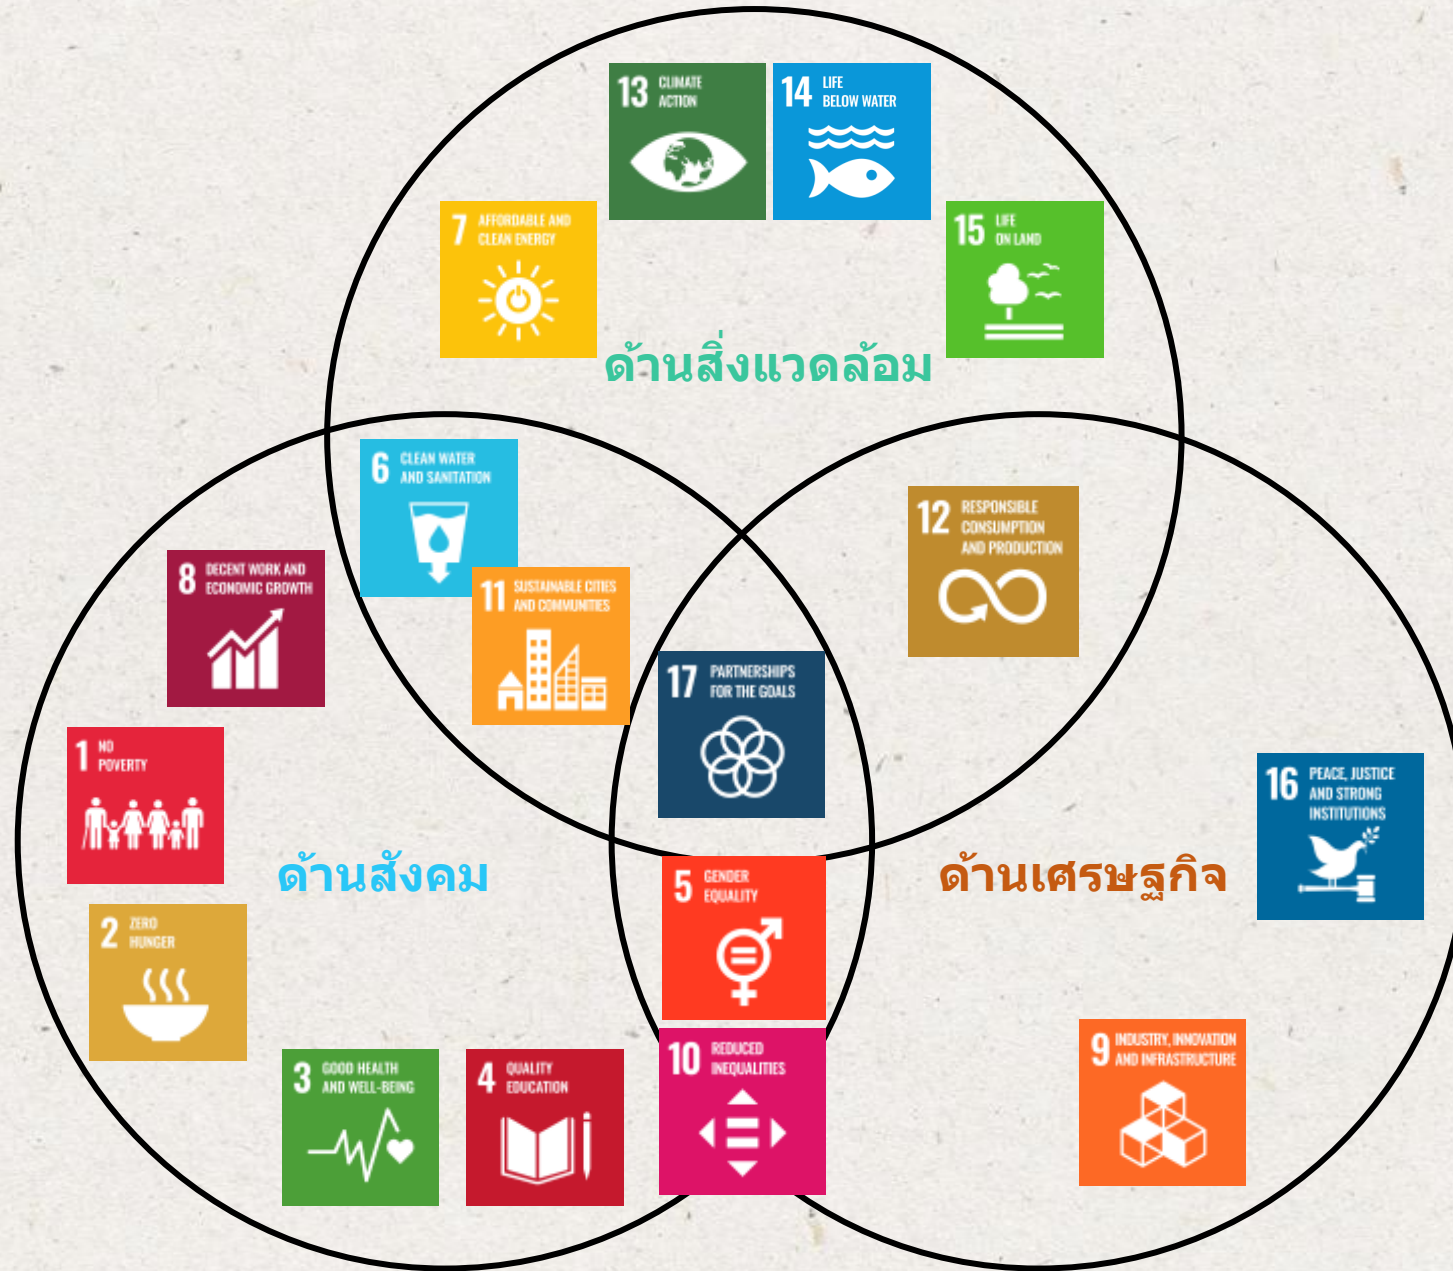 13 CLIMATE
ACTION
14 LIFE
BELOW WATER
7 AFFORDABLE AND
CLEAN ENERGY
15 LIFE
ON LAND
ด้านสิ่งแวดล้อม
6 CLEAN WATER
AND SANITATION
12 RESPONSIBLE
CONSUMPTION
AND PRODUCTION
8 DECENT WORK AND
ECONOMIC GROWTH
11 SUSTAINABLE CITIES
AND COMMUNITIES
17 PARTNERSHIPS
FOR THE GOALS
1 NO
POVERTY
16 PEACE, JUSTICE
AND STRONG
INSTITUTIONS
ด้านสังคม
ด้านเศรษฐกิจ
5 GENDER
EQUALITY
2 ZERO
HUNGER
3 GOOD HEALTH
AND WELL-BEING
4 QUALITY
EDUCATION
10 REDUCED
INEQUALITIES
9 INDUSTRY, INNOVATION
AND INFRASTRUCTURE